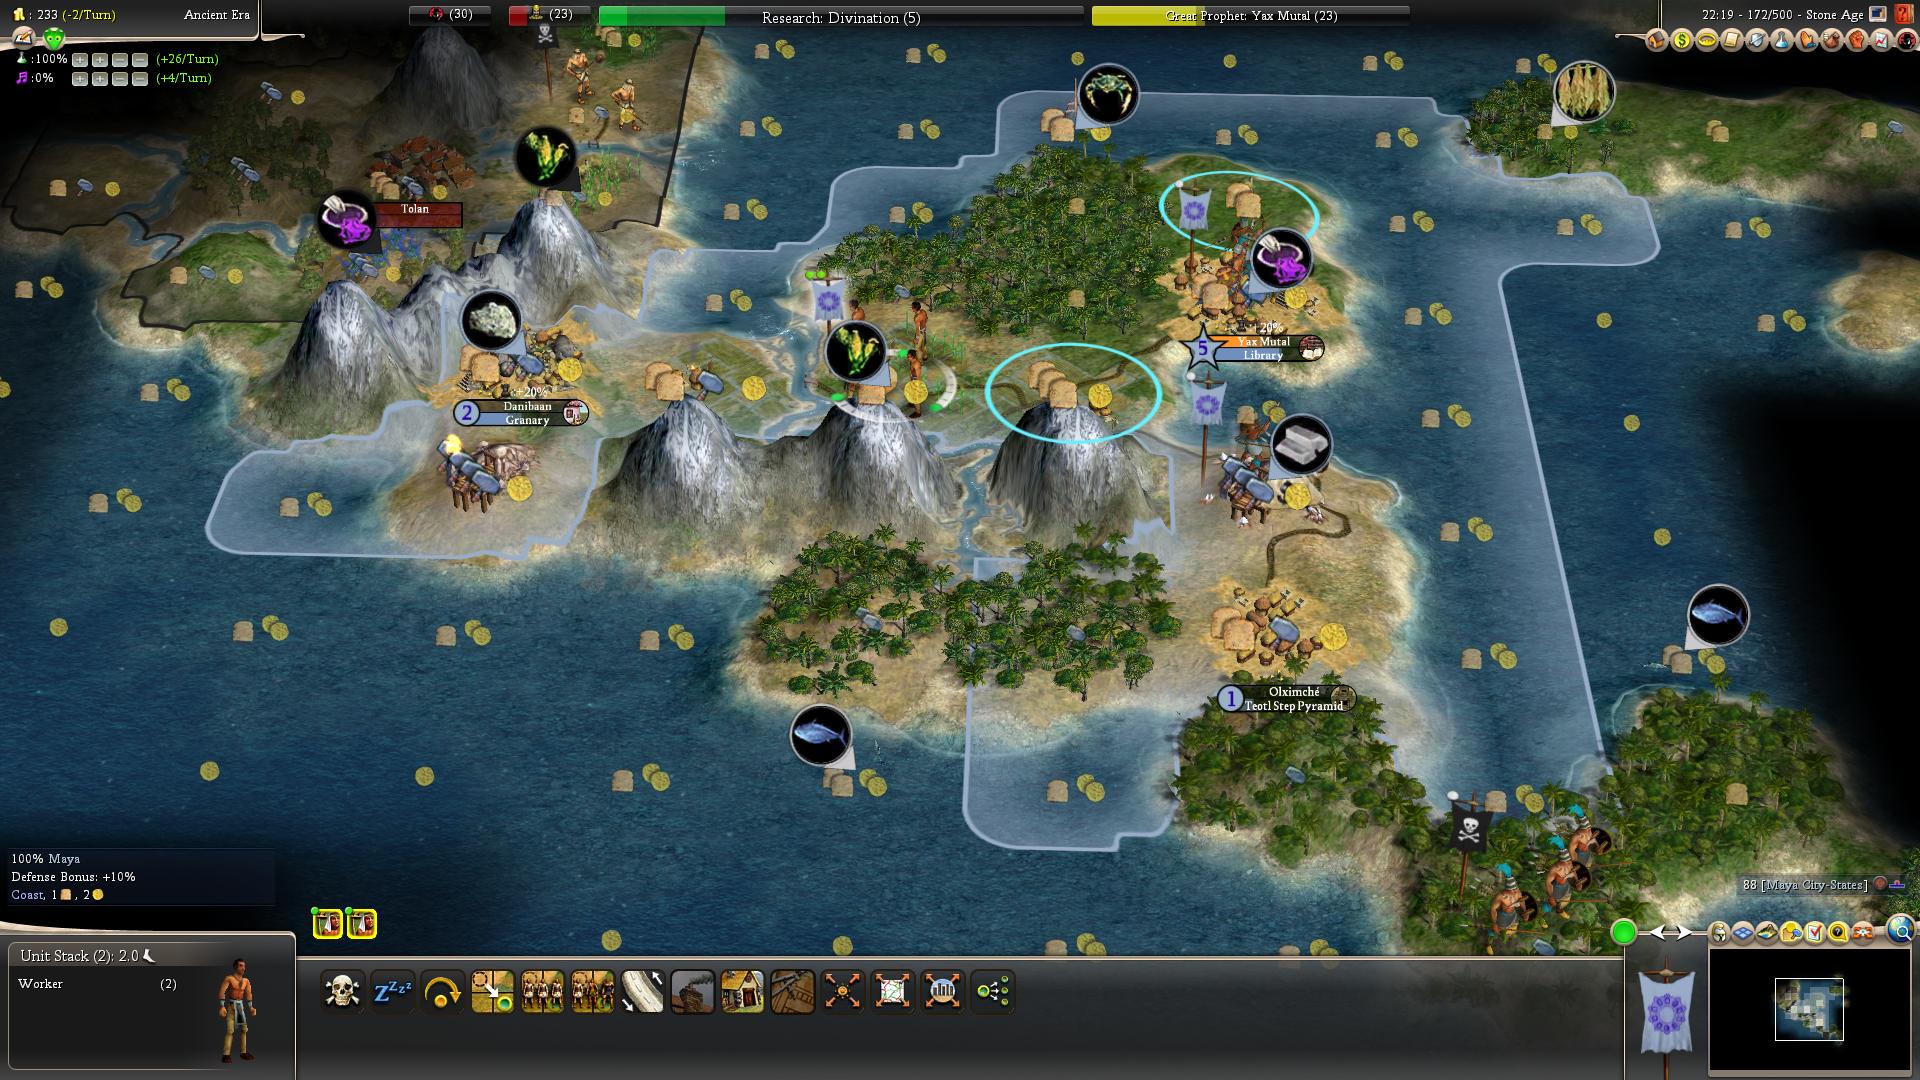 : 233 (-2/Turn)
Ancient Era
(30)
(23)
Research: Divination (5)
Great Prophet: Yax Mutal (23)
22:19 - 172/500 - Stone Age
:100%
(+26/Turn)
:0%
(+4/Turn)
Tolan
+20%
5
Yax Mutal
Library
+20%
2
Danibaan
Granary
1
Olximché
Teotl Step Pyramid
100% Maya
Defense Bonus: +10%
Coast, 1 , 2
88 [Maya City-States]
Unit Stack (2): 2.0
Worker
(2)
ZZzzz